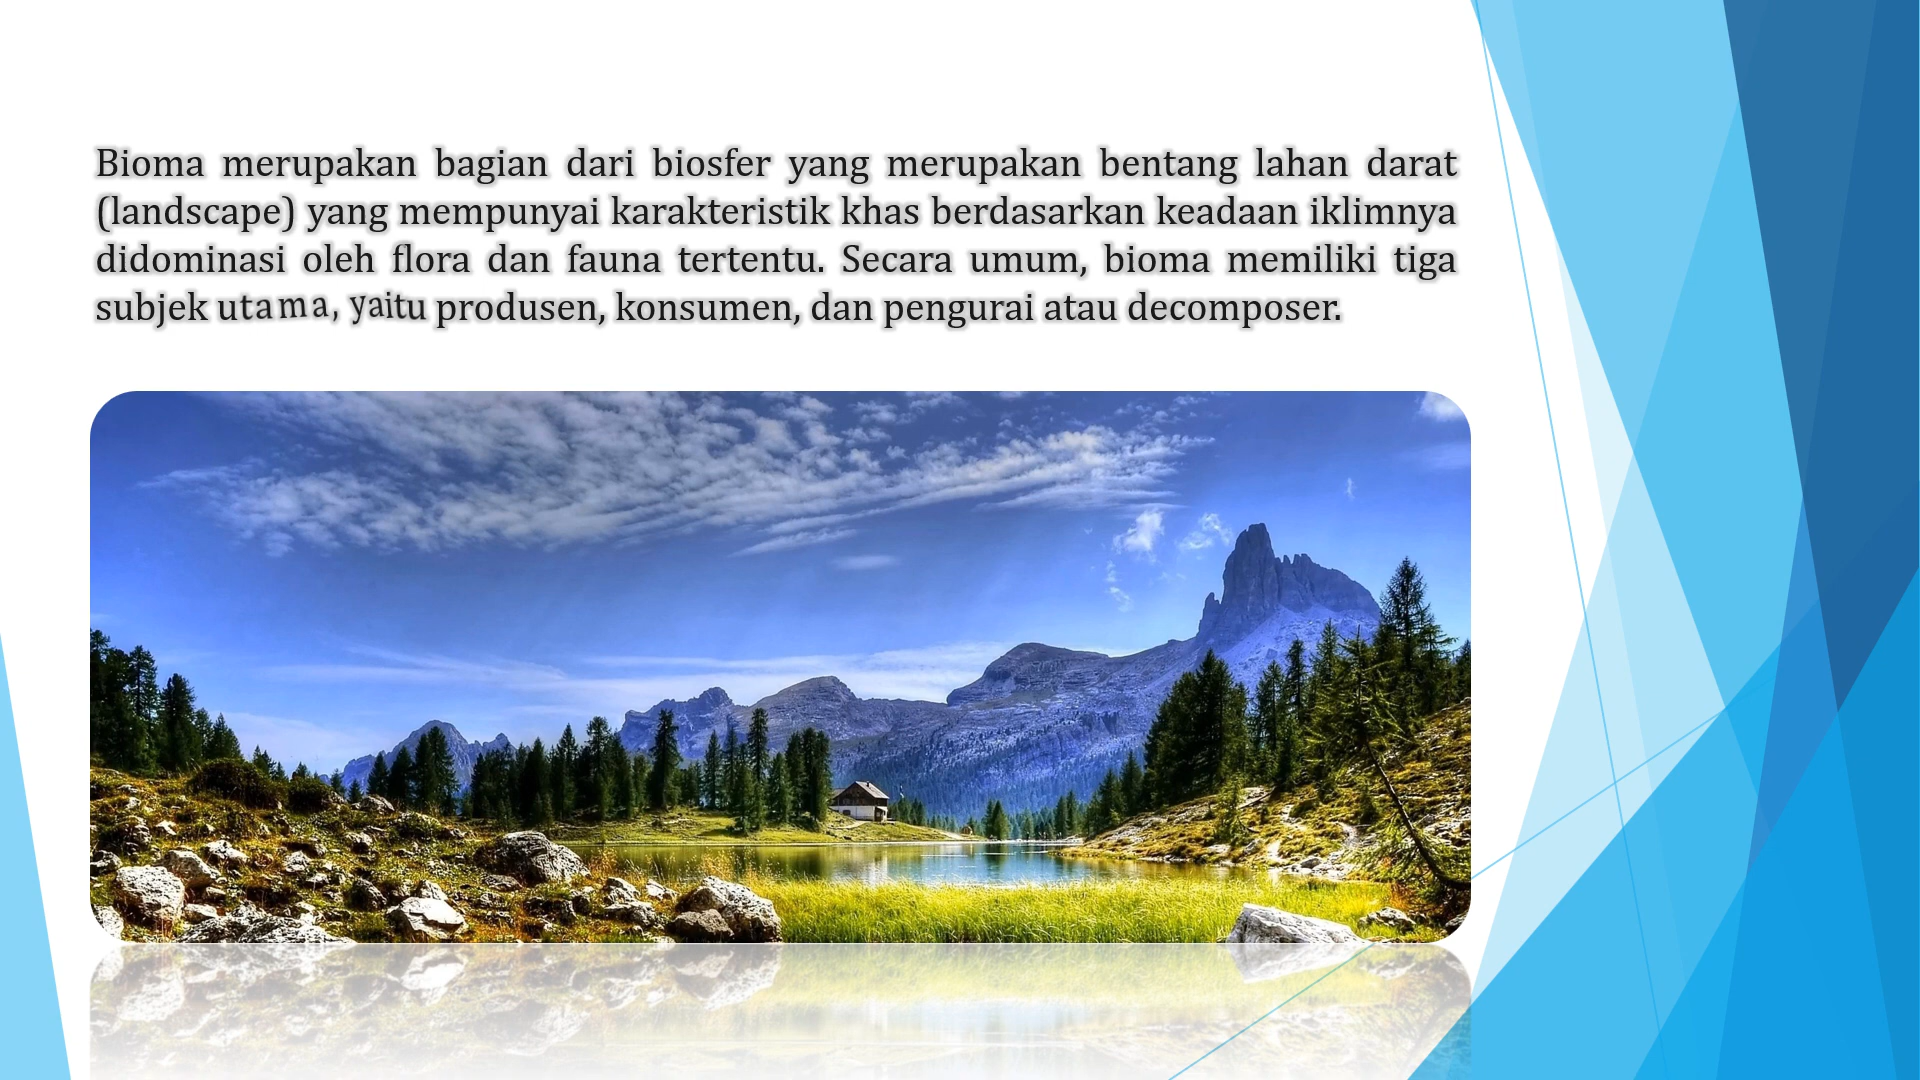 Bioma merupakan bagian dari biosfer yang merupakan bentang lahan darat
(landscape) yang mempunyai karakteristik khas berdasarkan keadaan iklimnya
didominasi oleh flora dan fauna tertentu. Secara umum, bioma memiliki tiga
subjek utama, yaitu produsen, konsumen, dan pengurai atau decomposer.